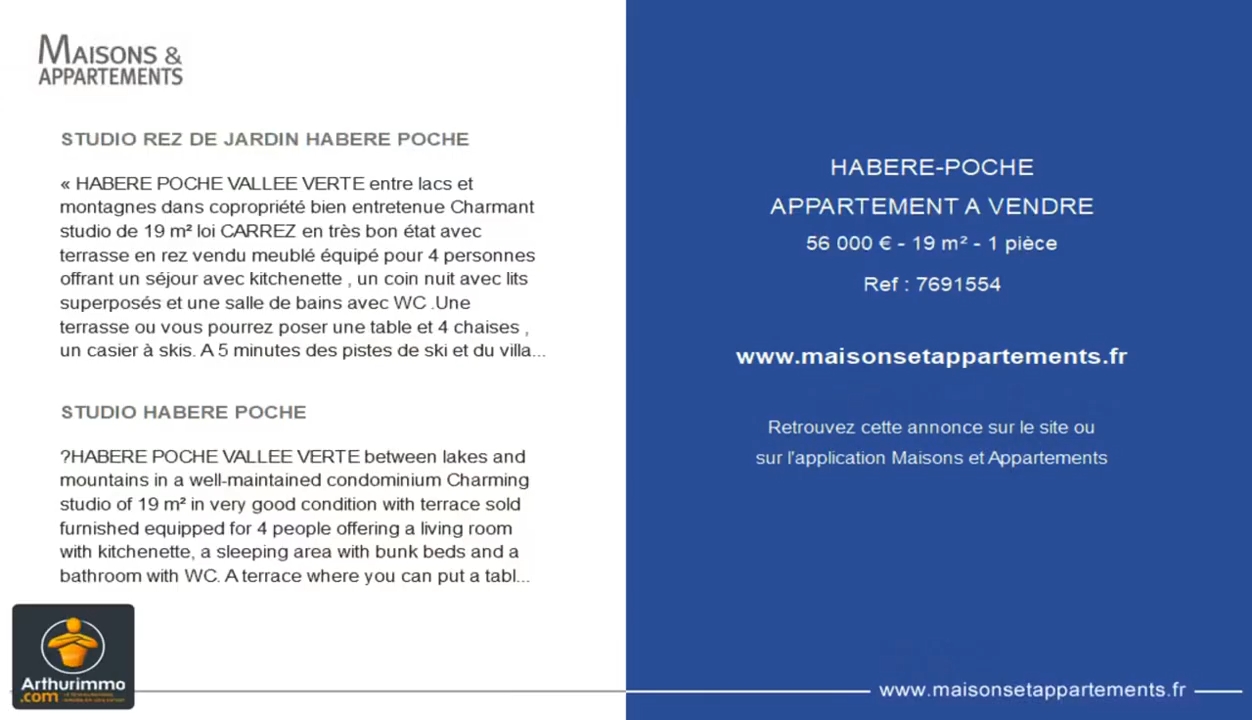 MAISONS &
APPARTEMENTS
STUDIO REZ DE JARDIN HABERE POCHE
« HABERE POCHE VALLEE VERTE entre lacs et
montagnes dans copropriété bien entretenue Charmant
studio de 19 m² loi CARREZ en très bon état avec
terrasse en rez vendu meublé équipé pour 4 personnes
offrant un séjour avec kitchenette , un coin nuit avec lits
superposés et une salle de bains avec WC .Une
terrasse ou vous pourrez poser une table et 4 chaises ,
un casier à skis. A 5 minutes des pistes de ski et du villa...
STUDIO HABERE POCHE
?HABERE POCHE VALLEE VERTE between lakes and
mountains in a well-maintained condominium Charming
studio of 19 m² in very good condition with terrace sold
furnished equipped for 4 people offering a living room
with kitchenette, a sleeping area with bunk beds and a
bathroom with WC. A terrace where you can put a tabl...
Arthurimmo
.com
HABERE-POCHE
APPARTEMENT A VENDRE
56 000 € - 19 m² - 1 pièce
Ref : 7691554
www.maisonsetappartements.fr
Retrouvez cette annonce sur le site ou
sur l'application Maisons et Appartements
www.maisonsetappartements.fr